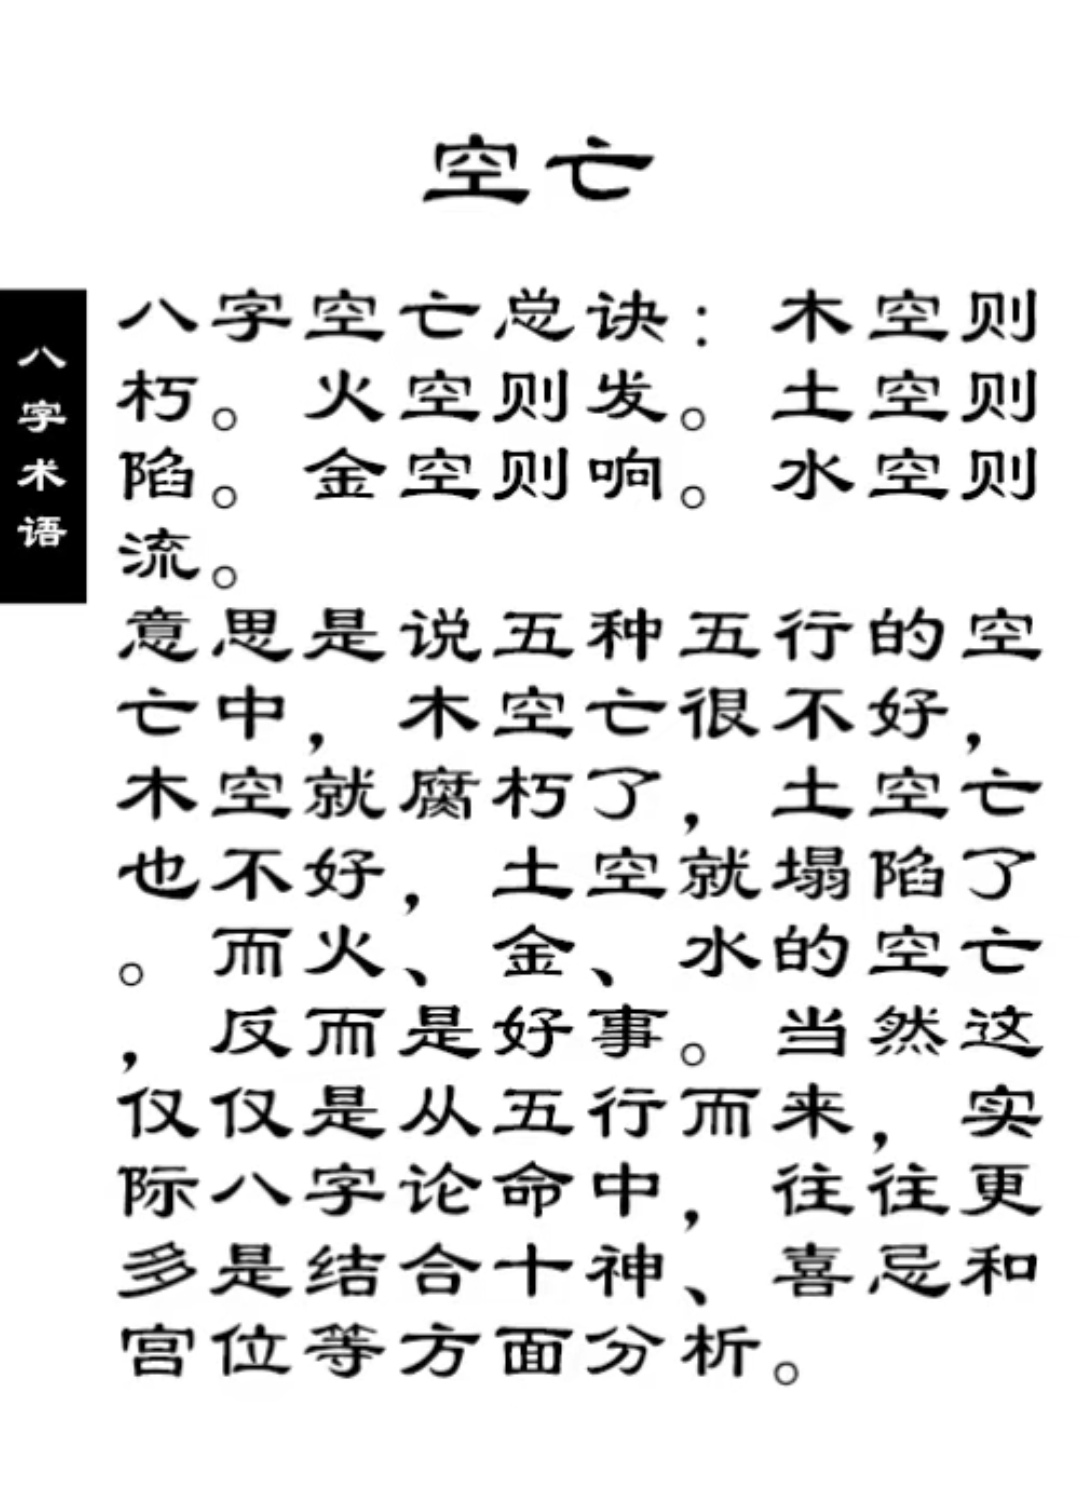 空亡
八字术语
八字空亡总诀：木空则
朽。火空则发。土空则
陷。金空则响。水空则
流。
意思是说五种五行的空
亡中，木空亡很不好，
木空就腐朽了，土空亡
也不好，土空就塌陷了
。而火、金、水的空亡
，反而是好事。当然这
仅仅是从五行而来，实
际八字论命中，往往更
多是结合十神、喜忌和
宫位等方面分析。